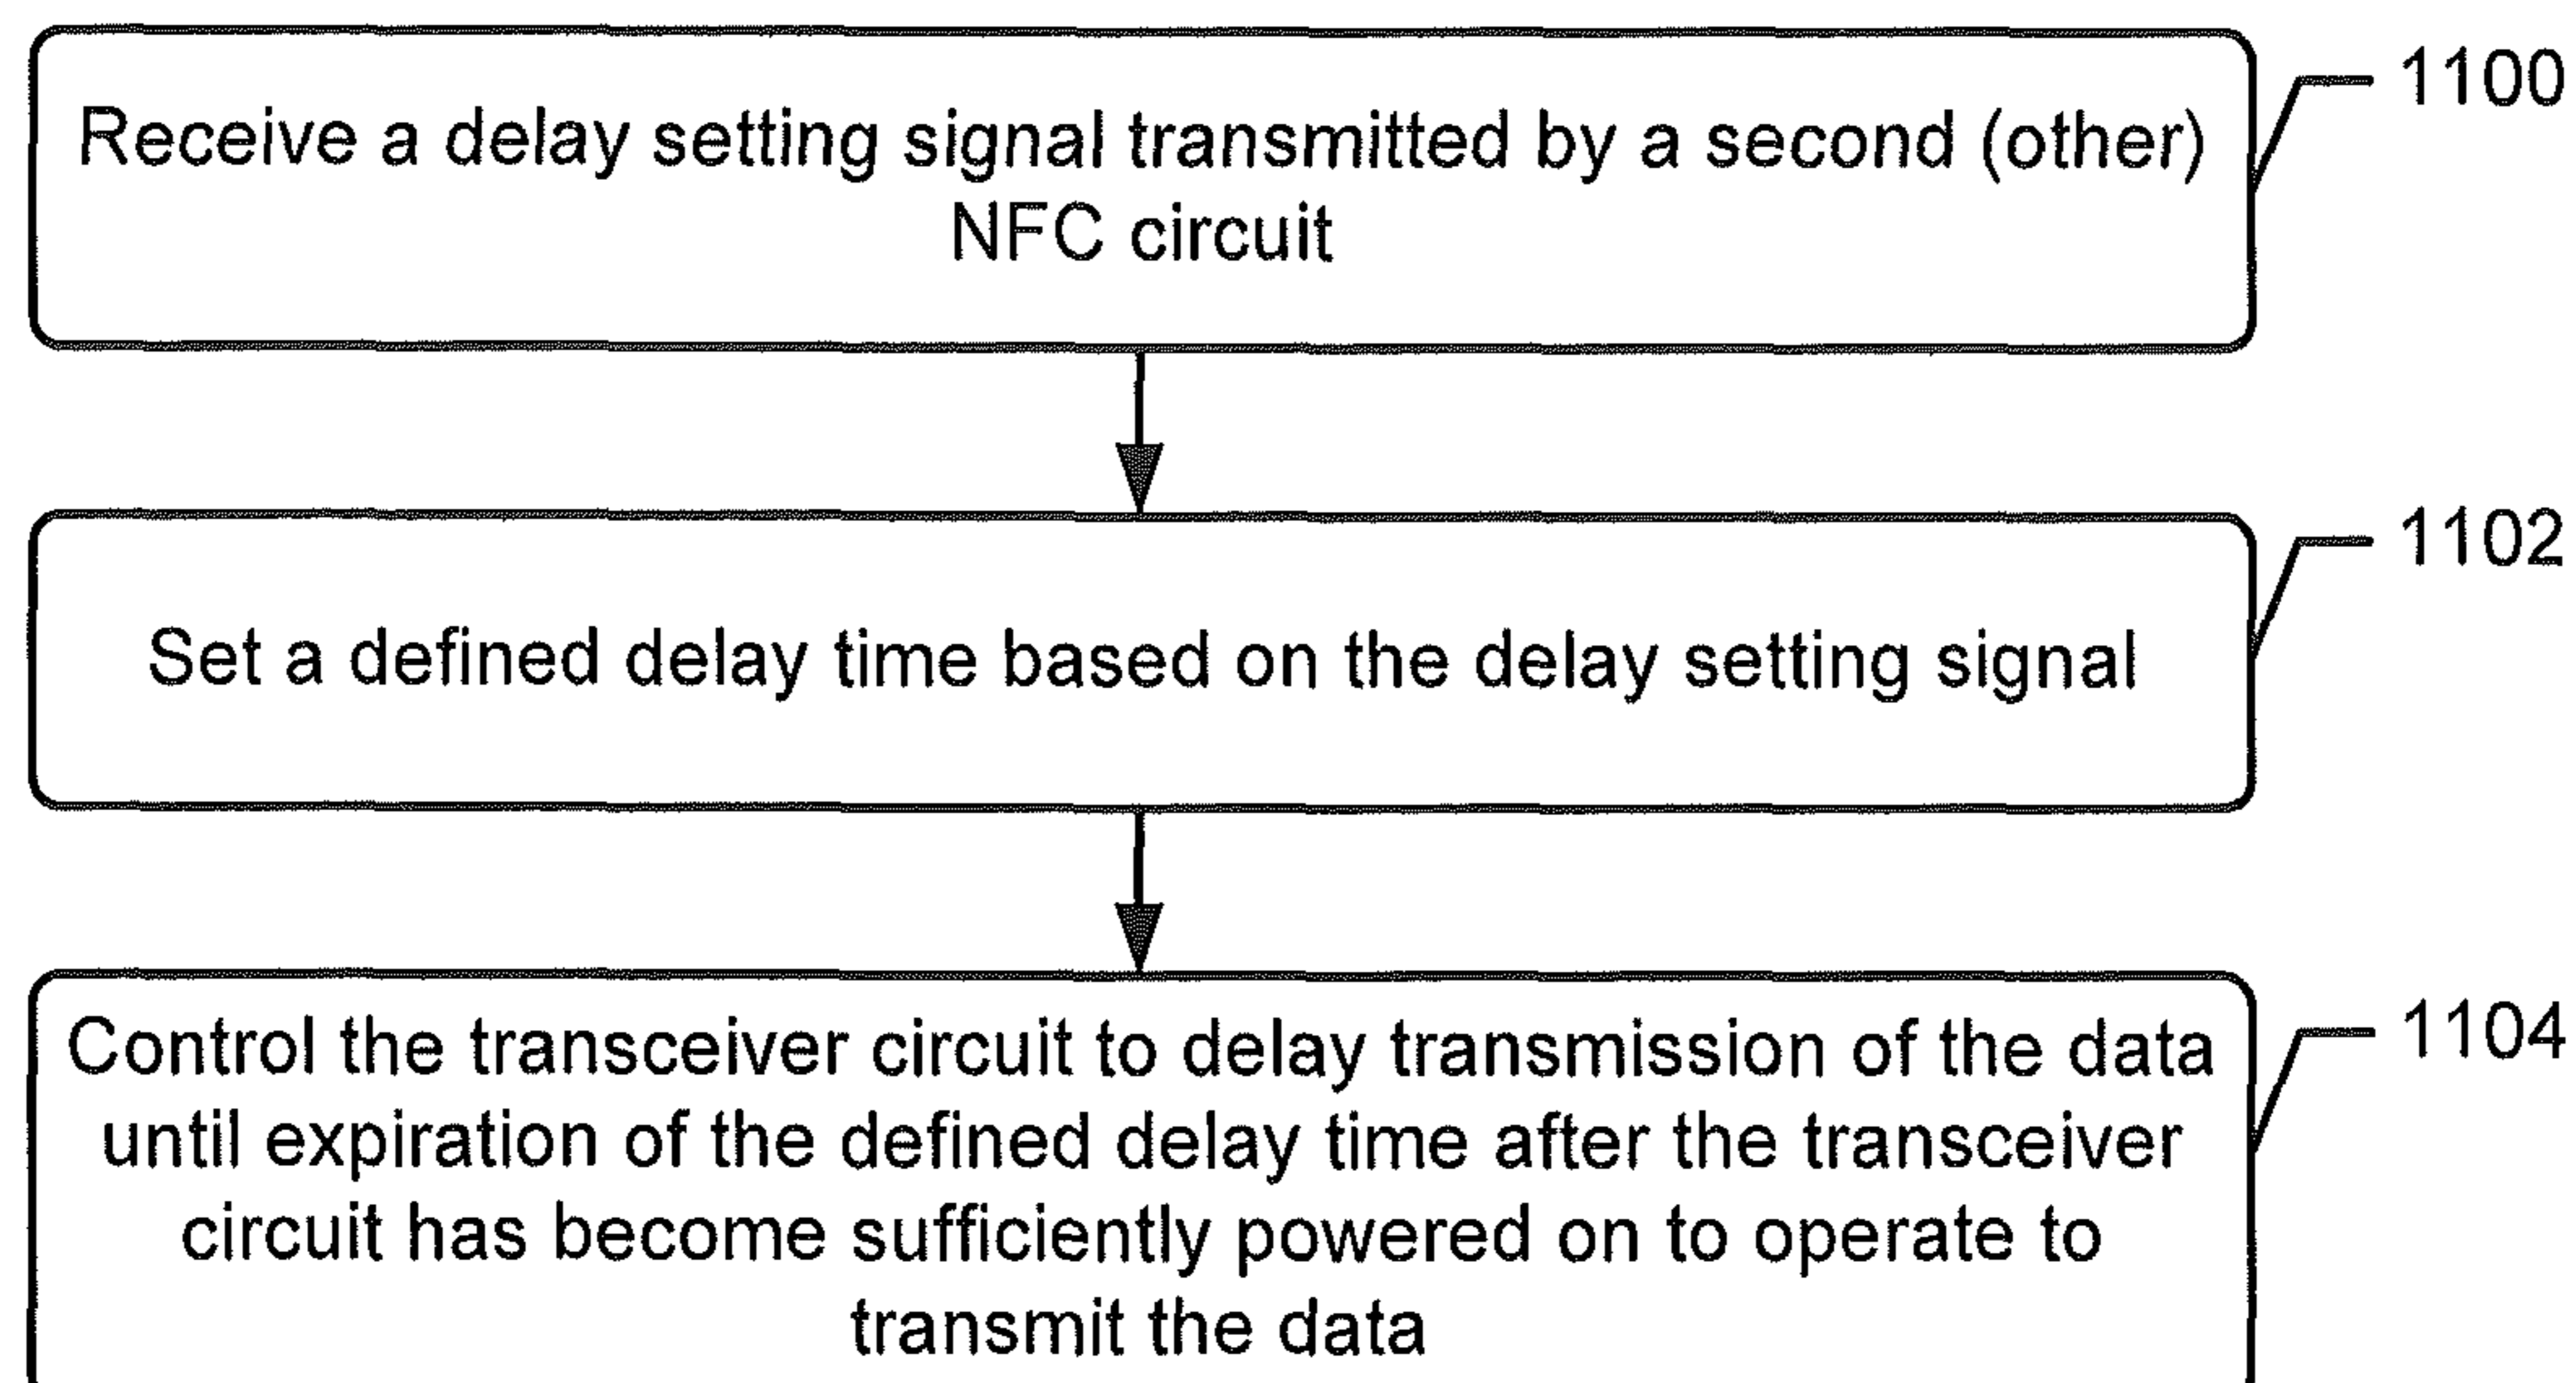 Receive a delay setting signal transmitted by a second (other)
NFC circuit
1100
Set a defined delay time based on the delay setting signal
1102
Control the transceiver circuit to delay transmission of the data
until expiration of the defined delay time after the transceiver
circuit has become sufficiently powered on to operate to
transmit the data
1104